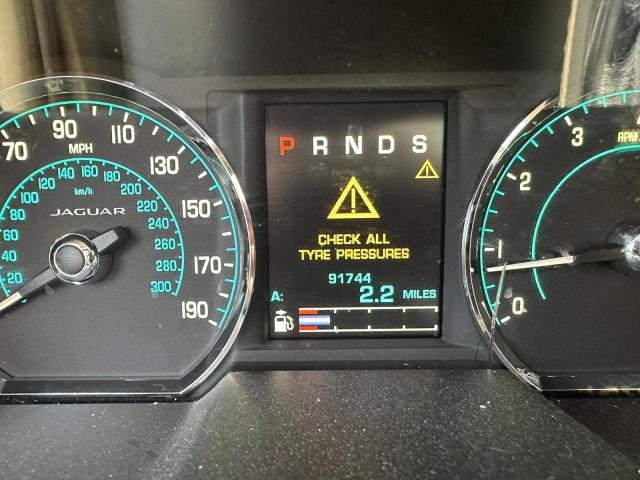 70 90 110 130 150 170 190
MPH
20 40 60 80 100 120 140 160 180 200 220 240 260 280 300
km/h
JAGUAR
P R N D S
CHECK ALL
TYRE PRESSURES
91744
A: 2.2 MILES
0 1 2 3
RPM